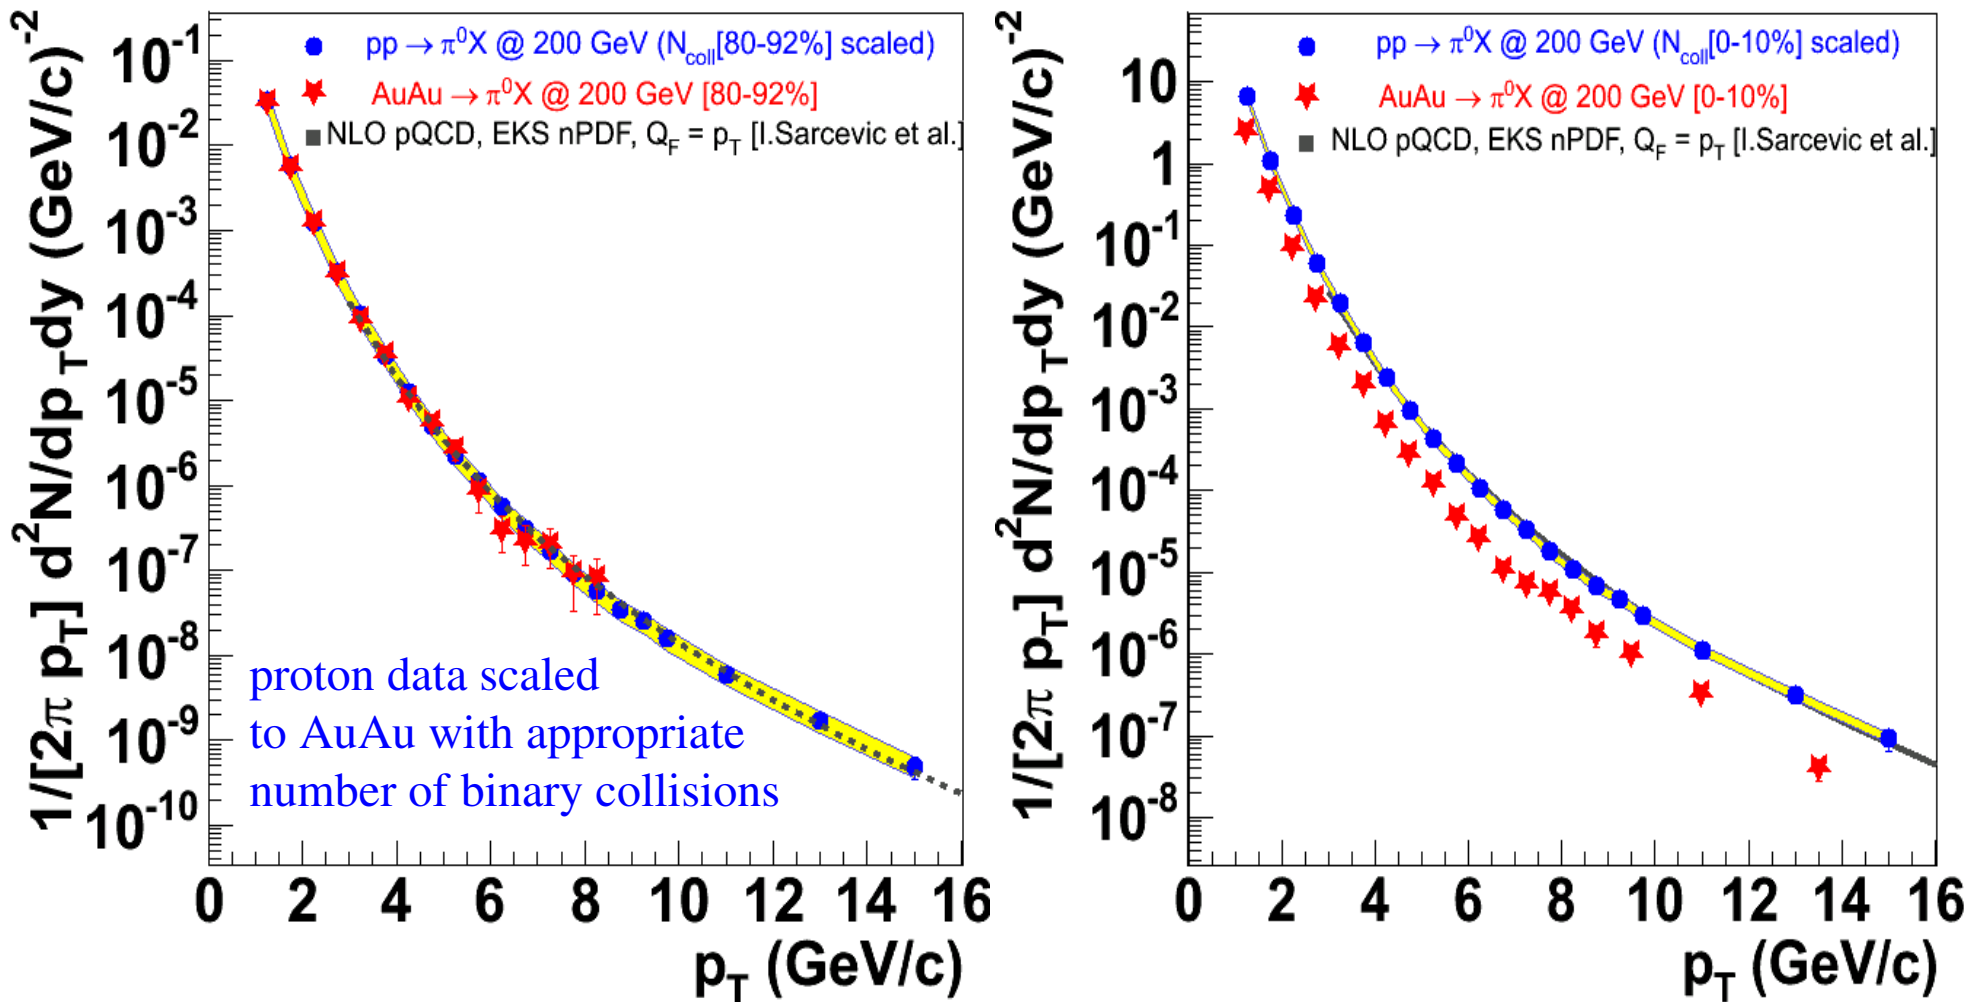 1/[2π p_T] d²N/dp_T dy (GeV/c)⁻²
10⁻¹
10⁻²
10⁻³
10⁻⁴
10⁻⁵
10⁻⁶
10⁻⁷
10⁻⁸
10⁻⁹
10⁻¹⁰
pp → π⁰X @ 200 GeV (N_coll[80-92%] scaled)
AuAu → π⁰X @ 200 GeV [80-92%]
NLO pQCD, EKS nPDF, Q_F = p_T [I.Sarcevic et al.]
proton data scaled
to AuAu with appropriate
number of binary collisions
0 2 4 6 8 10 12 14 16
p_T (GeV/c)
1/[2π p_T] d²N/dp_T dy (GeV/c)⁻²
10
1
10⁻¹
10⁻²
10⁻³
10⁻⁴
10⁻⁵
10⁻⁶
10⁻⁷
10⁻⁸
pp → π⁰X @ 200 GeV (N_coll[0-10%] scaled)
AuAu → π⁰X @ 200 GeV [0-10%]
NLO pQCD, EKS nPDF, Q_F = p_T [I.Sarcevic et al.]
0 2 4 6 8 10 12 14 16
p_T (GeV/c)